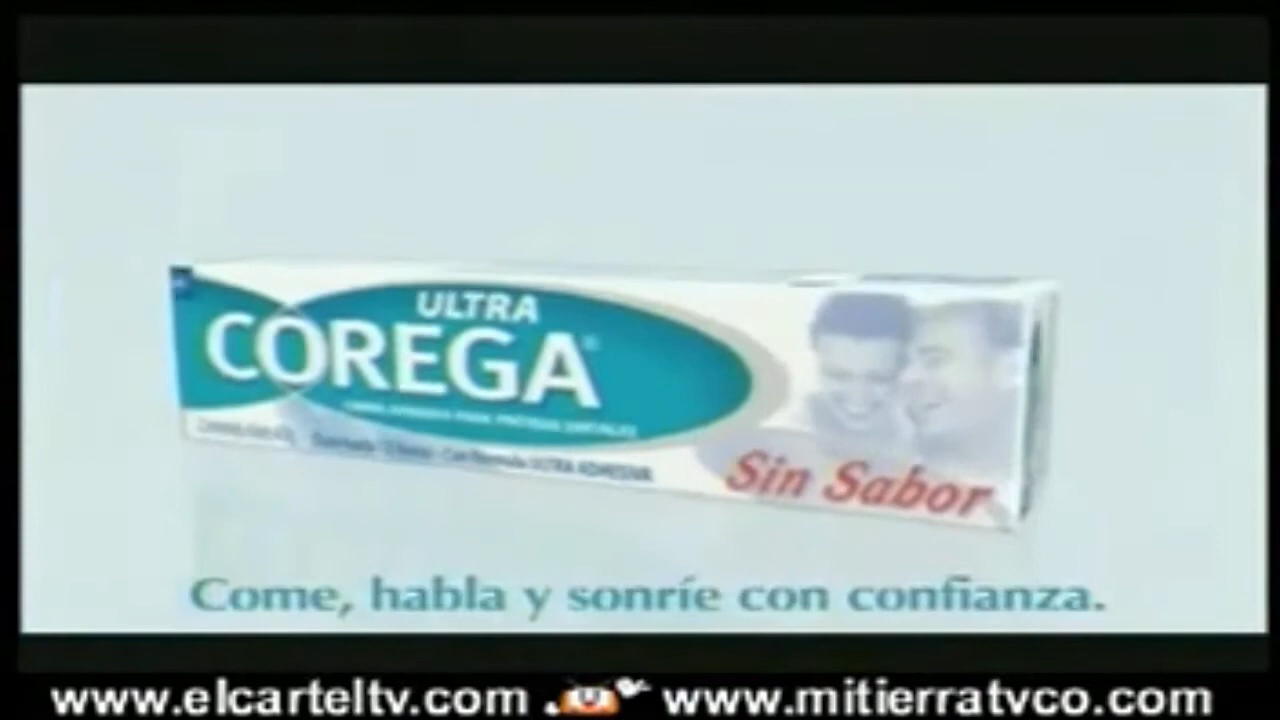 ULTRA
COREGA®
Sin Sabor
Come, habla y sonríe con confianza.
www.elcarteltv.com www.mitierratvco.com